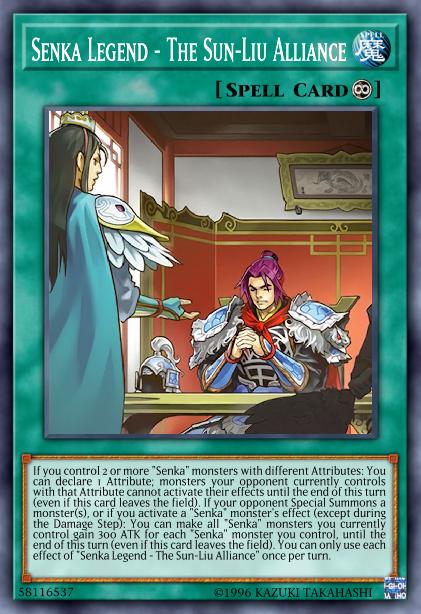 Senka Legend - The Sun-Liu Alliance
SPELL
魔
[Spell Card]
If you control 2 or more "Senka" monsters with different Attributes: You
can declare 1 Attribute; monsters your opponent currently controls
with that Attribute cannot activate their effects until the end of this turn
(even if this card leaves the field). If your opponent Special Summons a
monster(s), or if you activate a "Senka" monster's effect (except during
the Damage Step): You can make all "Senka" monsters you currently
control gain 300 ATK for each "Senka" monster you control, until the
end of this turn (even if this card leaves the field). You can only use each
effect of "Senka Legend - The Sun-Liu Alliance" once per turn.
58116537
©1996 KAZUKI TAKAHASHI